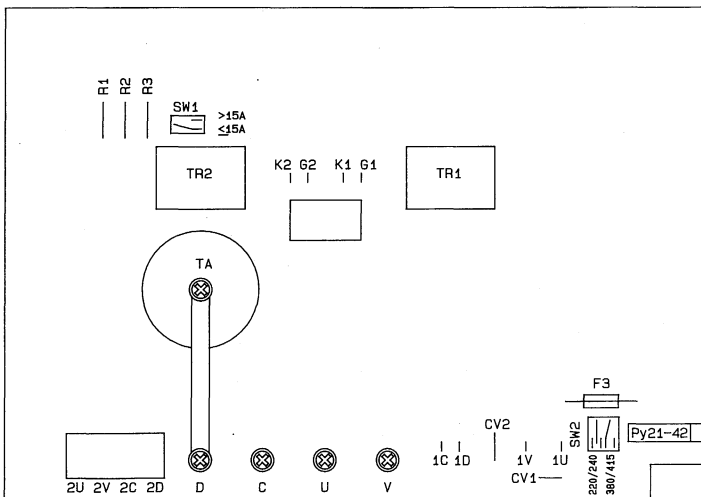 R1
R2
R3
SW1
>15A
≤15A
TR2
K2 G2 K1 G1
TR1
TA
F3
SW2
Py21-42
CV2
1C 1D
1V 1U
CV1
220/240
380/415
2U 2V 2C 2D
D C U V